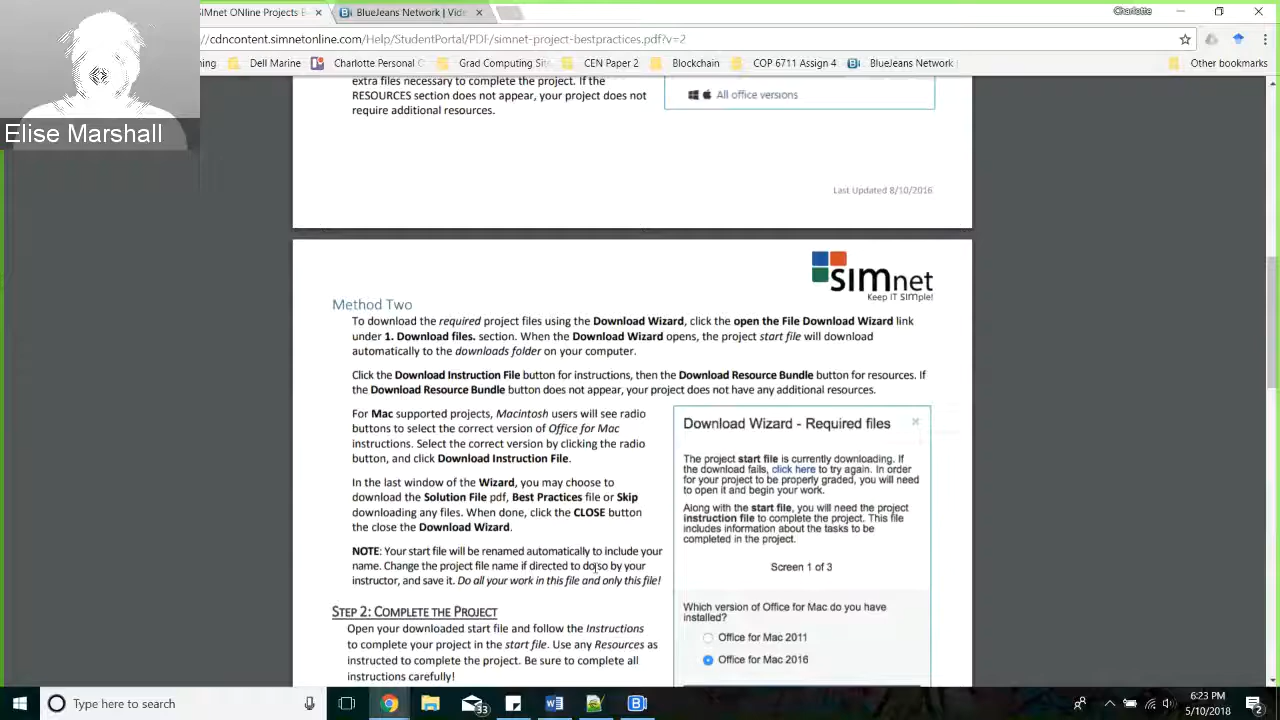 SIMnet ONline Projects B
BlueJeans Network | Vide
Charlotte
//cdncontent.simnetonline.com/Help/StudentPortal/PDF/simnet-project-bestpractices.pdf?v=2
ning
Dell Marine
Charlotte Personal C
Grad Computing Site
CEN Paper 2
Blockchain
COP 6711 Assign 4
BlueJeans Network
Other bookmarks
Elise Marshall
extra files necessary to complete the project. If the
RESOURCES section does not appear, your project does not
require additional resources.
All office versions
Last Updated 8/10/2016
SIMnet
Keep IT SIMple!
Method Two
To download the required project files using the Download Wizard, click the open the File Download Wizard link
under 1. Download files. section. When the Download Wizard opens, the project start file will download
automatically to the downloads folder on your computer.
Click the Download Instruction File button for instructions, then the Download Resource Bundle button for resources. If
the Download Resource Bundle button does not appear, your project does not have any additional resources.
For Mac supported projects, Macintosh users will see radio
buttons to select the correct version of Office for Mac
instructions. Select the correct version by clicking the radio
button, and click Download Instruction File.
In the last window of the Wizard, you may choose to
download the Solution File pdf, Best Practices file or Skip
downloading any files. When done, click the CLOSE button
the close the Download Wizard.
NOTE: Your start file will be renamed automatically to include your
name. Change the project file name if directed to do so by your
instructor, and save it. Do all your work in this file and only this file!
STEP 2: COMPLETE THE PROJECT
Open your downloaded start file and follow the Instructions
to complete your project in the start file. Use any Resources as
instructed to complete the project. Be sure to complete all
instructions carefully!
Download Wizard - Required files
The project start file is currently downloading. If
the download fails, click here to try again. In order
for your project to be properly graded, you will need
to open it and begin your work.
Along with the start file, you will need the project
instruction file to complete the project. This file
includes information about the tasks to be
completed in the project.
Screen 1 of 3
Which version of Office for Mac do you have
installed?
Office for Mac 2011
Office for Mac 2016
Type here to search
33
6:23 PM
5/10/2018
2